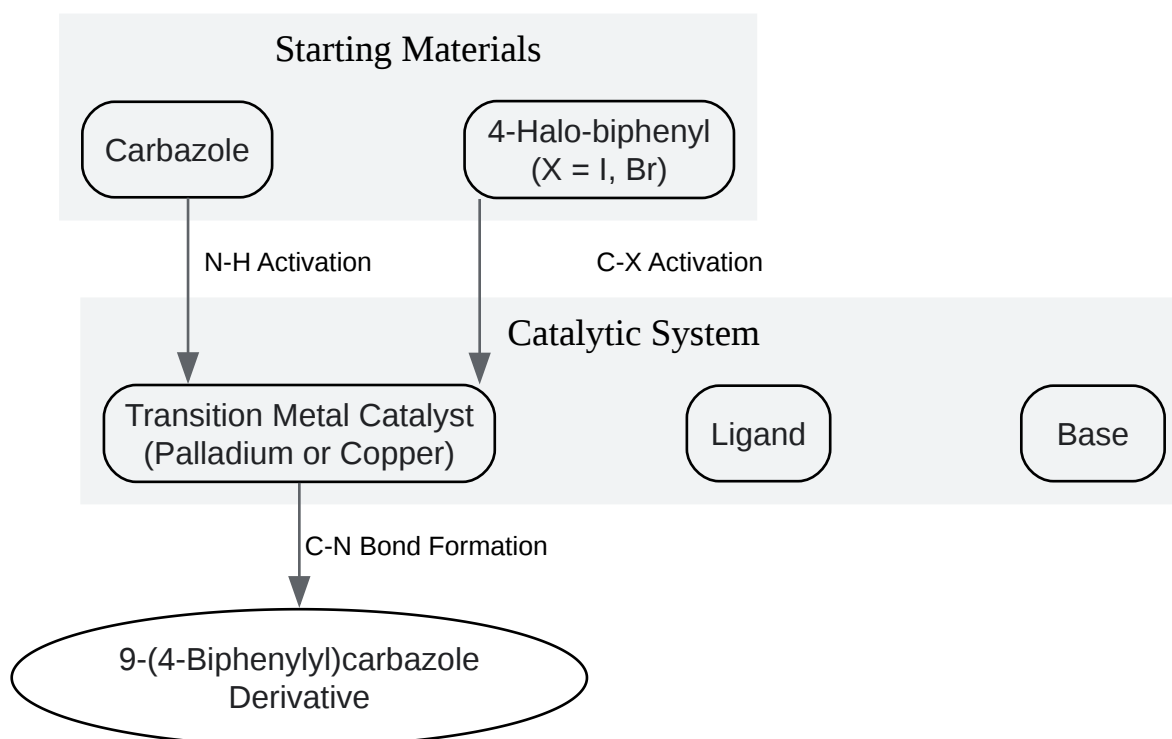 Starting Materials
Carbazole
4-Halo-biphenyl
(X = I, Br)
N-H Activation
C-X Activation
Catalytic System
Transition Metal Catalyst
(Palladium or Copper)
Ligand
Base
C-N Bond Formation
9-(4-Biphenylyl)carbazole
Derivative